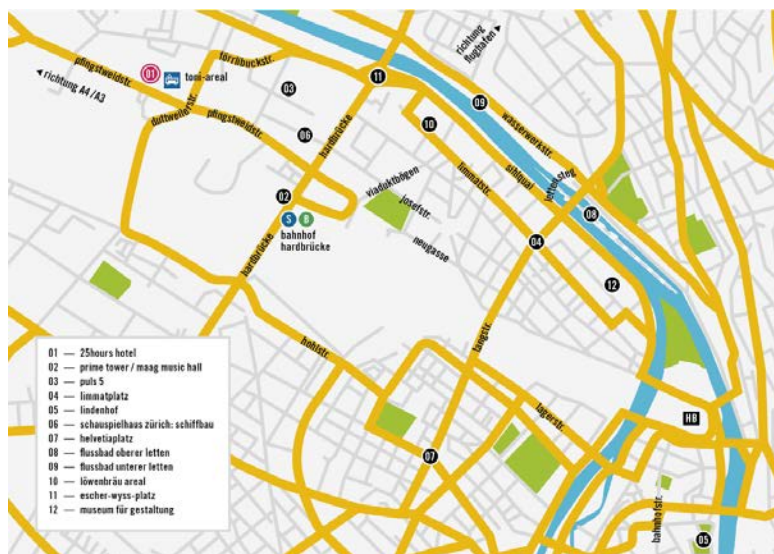 richtung
flughafen
pfingstweidstr.
richtung A4/A3
01
toni-areal
förrlibuckstr.
duttweilerstr.
pfingstweidstr.
03
06
11
hardbrücke
10
09
wasserwerkstr.
sihlquai
limmatstr.
lettensteg
08
viaduktbögen
josefstr.
neugasse
02
S B
bahnhof
hardbrücke
hardbrücke
04
12
hohlstr.
langstr.
lagerstr.
HB
07
bahnhofstr.
05
01 — 25hours hotel
02 — prime tower / maag music hall
03 — puls 5
04 — limmatplatz
05 — lindenhof
06 — schauspielhaus zürich: schiffbau
07 — helvetiaplatz
08 — flussbad oberer letten
09 — flussbad unterer letten
10 — löwenbräu areal
11 — escher-wyss-platz
12 — museum für gestaltung